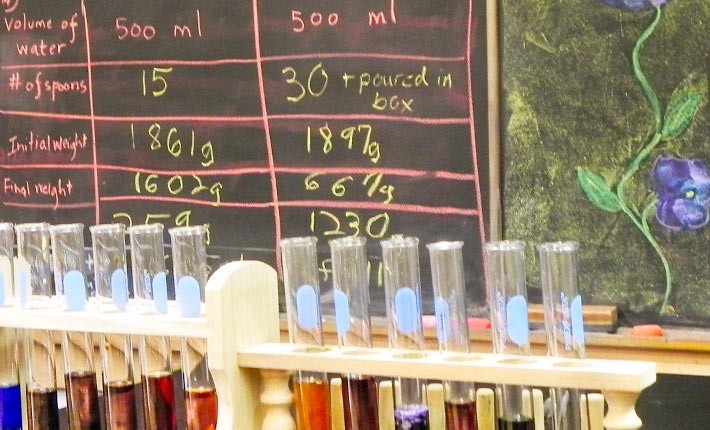 Volume of water 500 ml 500 ml
# of spoons 15 30 + poured in box
Initial weight 1861g 1897g
Final weight 1602g 667g
259g 1230